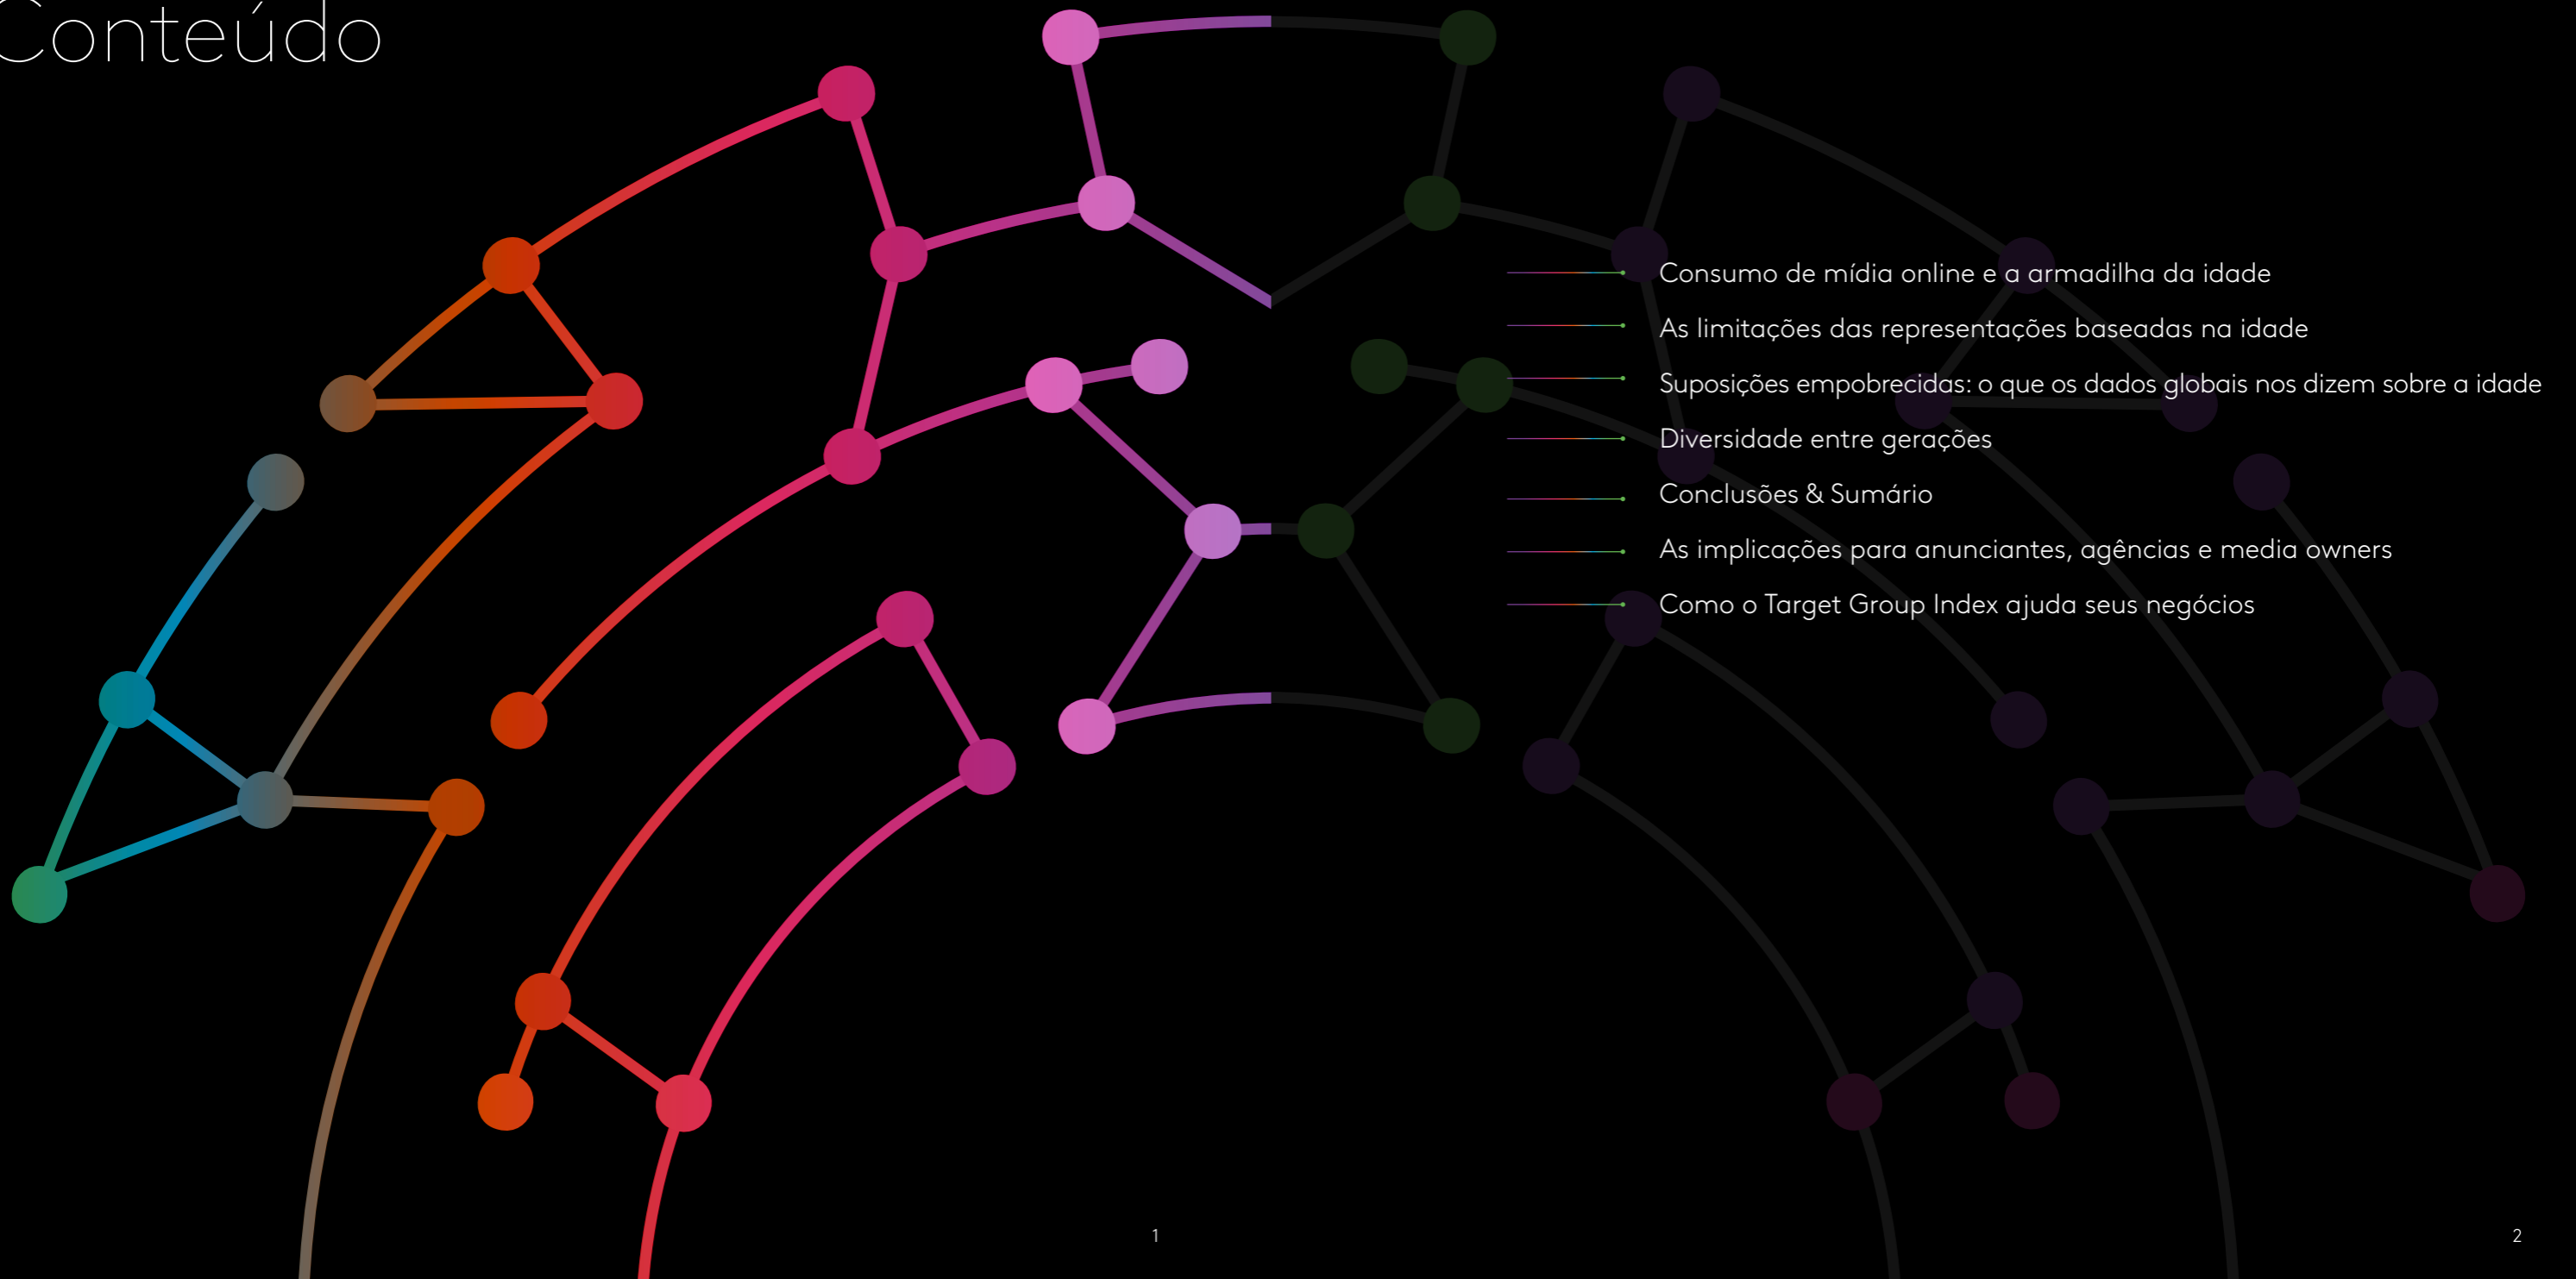 Conteúdo
Consumo de mídia online e a armadilha da idade
As limitações das representações baseadas na idade
Suposições empobrecidas: o que os dados globais nos dizem sobre a idade
Diversidade entre gerações
Conclusões & Sumário
As implicações para anunciantes, agências e media owners
Como o Target Group Index ajuda seus negócios
1
2